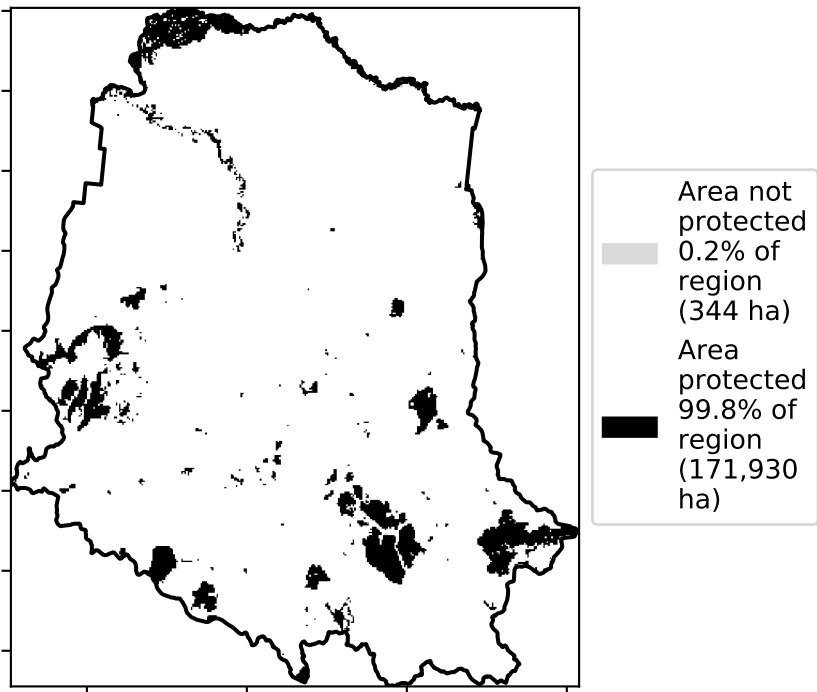 Area not
protected
0.2% of
region
(344 ha)
Area
protected
99.8% of
region
(171,930
ha)